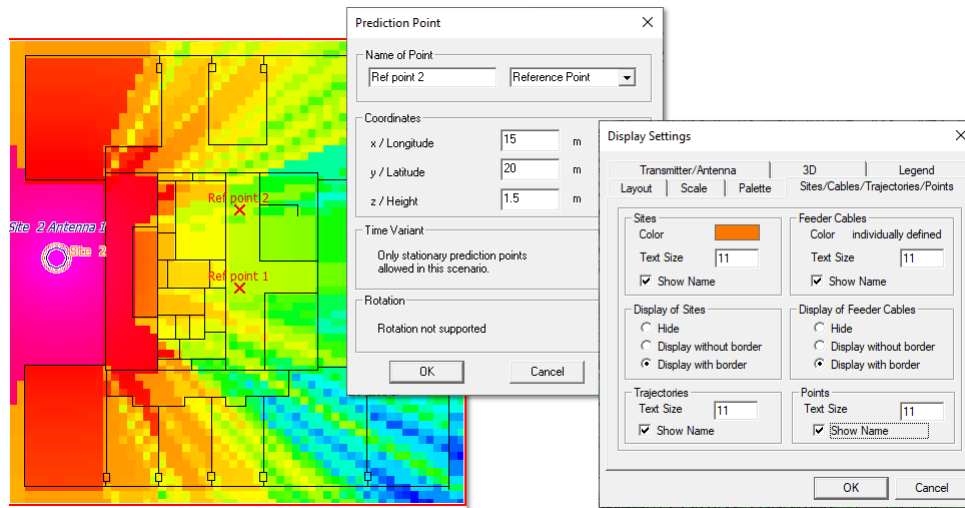 Prediction Point
Name of Point
Ref point 2
Reference Point
Coordinates
x / Longitude
15
m
y / Latitude
20
m
z / Height
1.5
m
Time Variant
Only stationary prediction points
allowed in this scenario.
Rotation
Rotation not supported
OK
Cancel
Ref point 2
Site 2 Antenna 1
Site 2
Ref point 1
Display Settings
Transmitter/Antenna
3D
Legend
Layout
Scale
Palette
Sites/Cables/Trajectories/Points
Sites
Color
Text Size
11
Show Name
Feeder Cables
Color individually defined
Text Size
11
Show Name
Display of Sites
Hide
Display without border
Display with border
Display of Feeder Cables
Hide
Display without border
Display with border
Trajectories
Text Size
11
Show Name
Points
Text Size
11
Show Name
OK
Cancel